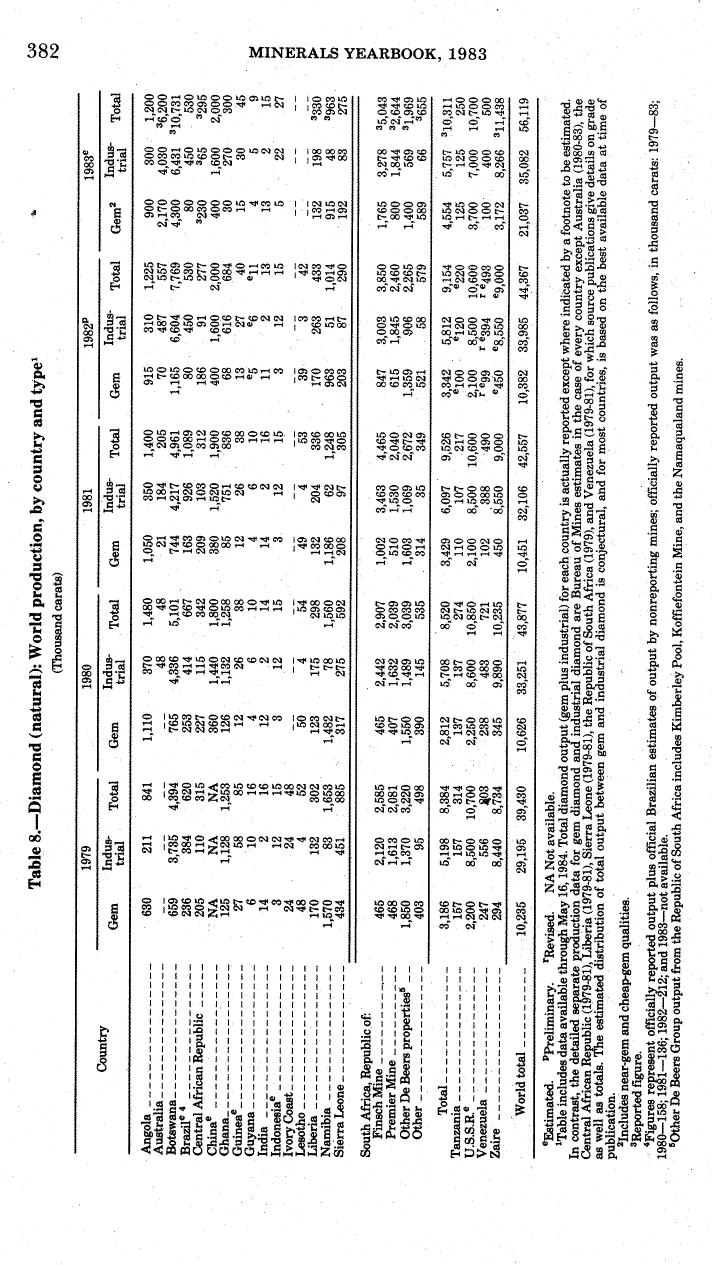 382
MINERALS YEARBOOK, 1983
Table 8.—Diamond (natural): World production, by country and type¹
(Thousand carats)
Country 1979 1980 1981 1982ᵖ 1983ᵉ
Gem Indus-trial Total Gem Indus-trial Total Gem Indus-trial Total Gem Indus-trial Total Gem² Indus-trial Total
Angola 630 211 841 1,110 370 1,480 1,050 350 1,400 915 310 1,225 900 300 1,200
Australia -- -- -- -- 48 48 21 184 205 70 487 557 2,170 4,030 ³6,200
Botswana 659 3,735 4,394 765 4,336 5,101 744 4,217 4,961 1,165 6,604 7,769 4,300 6,431 ³10,731
Brazilᵉ ⁴ 236 384 620 253 414 667 163 926 1,089 80 450 530 80 450 530
Central African Republic 205 110 315 227 115 342 209 103 312 186 91 277 ³230 ³65 ³295
Chinaᵉ NA NA NA 360 1,440 1,800 380 1,520 1,900 400 1,600 2,000 400 1,600 2,000
Ghana 125 1,128 1,253 126 1,132 1,258 85 751 836 68 616 684 30 270 300
Guineaᵉ 27 58 85 12 26 38 12 26 38 13 27 40 15 30 45
Guyana 6 10 16 4 6 10 4 6 10 ᵉ5 ᵉ6 ᵉ11 4 5 9
India 14 2 16 12 2 14 14 2 16 11 2 13 13 2 15
Indonesiaᵉ 3 12 15 3 12 15 3 12 15 3 12 15 5 22 27
Ivory Coast 24 24 48 -- -- -- -- -- -- -- -- -- -- -- --
Lesotho 48 4 52 50 4 54 49 4 53 39 3 42 -- -- --
Liberia 170 132 302 123 175 298 132 204 336 170 263 433 132 198 ³330
Namibia 1,570 83 1,653 1,482 78 1,560 1,186 62 1,248 963 51 1,014 915 48 ³963
Sierra Leone 434 451 885 317 275 592 208 97 305 203 87 290 192 83 275
South Africa, Republic of:
Finsch Mine 465 2,120 2,585 465 2,442 2,907 1,002 3,463 4,465 847 3,003 3,850 1,765 3,278 ³5,043
Premier Mine 468 1,613 2,081 407 1,632 2,039 510 1,530 2,040 615 1,845 2,460 800 1,844 ³2,644
Other De Beers properties⁵ 1,850 1,370 3,220 1,550 1,489 3,039 1,603 1,069 2,672 1,359 906 2,265 1,400 569 ³1,969
Other 403 95 498 390 145 535 314 35 349 521 58 579 589 66 ³655
Total 3,186 5,198 8,384 2,812 5,708 8,520 3,429 6,097 9,526 3,342 5,812 9,154 4,554 5,757 ³10,311
Tanzania 157 157 314 137 137 274 110 107 217 ᵉ100 ᵉ120 ᵉ220 125 125 250
U.S.S.R.ᵉ 2,200 8,500 10,700 2,250 8,600 10,850 2,100 8,500 10,600 2,100 8,500 10,600 3,700 7,000 10,700
Venezuela 247 556 803 238 483 721 102 388 490 ʳ ᵉ99 ʳ ᵉ394 ʳ ᵉ493 100 400 500
Zaire 294 8,440 8,734 345 9,890 10,235 450 8,550 9,000 ᵉ450 ᵉ8,550 ᵉ9,000 3,172 8,266 ³11,438
World total 10,235 29,195 39,430 10,626 33,251 43,877 10,451 32,106 42,557 10,382 33,985 44,367 21,037 35,082 56,119
ᵉEstimated. ᵖPreliminary. ʳRevised. NA Not available.
¹Table includes data available through May 16, 1984. Total diamond output (gem plus industrial) for each country is actually reported except where indicated by a footnote to be estimated.
In contrast, the detailed separate production data for gem diamond and industrial diamond are Bureau of Mines estimates in the case of every country except Australia (1980-83), the
Central African Republic (1979-81), Liberia (1979-81), Sierra Leone (1979-81), the Republic of South Africa (1979), and Venezuela (1979-81), for which source publications give details on grade
as well as totals. The estimated distribution of total output between gem and industrial diamond is conjectural, and for most countries, is based on the best available data at time of
publication.
²Includes near-gem and cheap-gem qualities.
³Reported figure.
⁴Figures represent officially reported output plus official Brazilian estimates of output by nonreporting mines; officially reported output was as follows, in thousand carats: 1979—83;
1980—158; 1981—136; 1982—212; and 1983—not available.
⁵Other De Beers Group output from the Republic of South Africa includes Kimberley Pool, Koffiefontein Mine, and the Namaqualand mines.